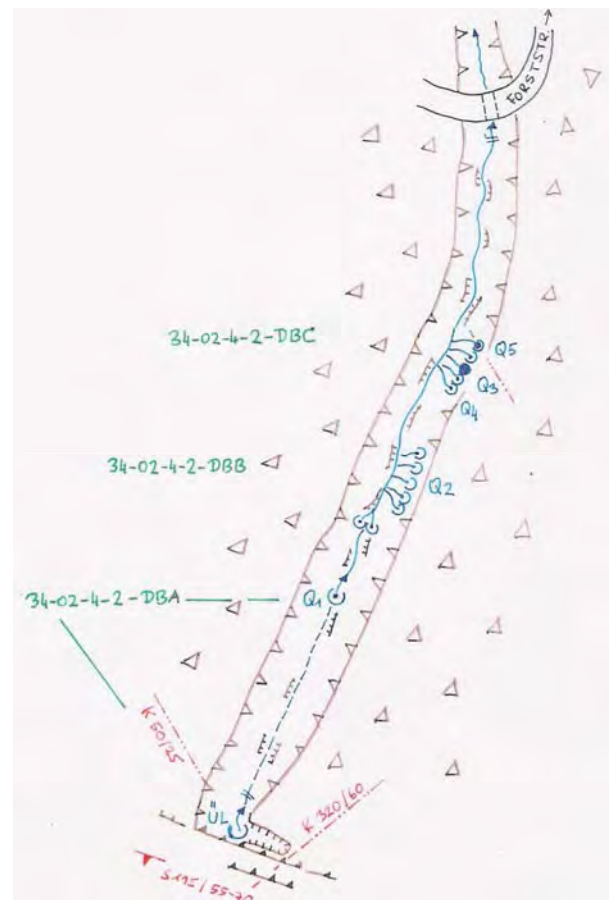 FORSTSTR.
34-02-4-2-DBC
Q5
Q3
Q4
34-02-4-2-DBB
Q2
34-02-4-2-DBA
Q1
K 50/25
ÜL
K 320/60